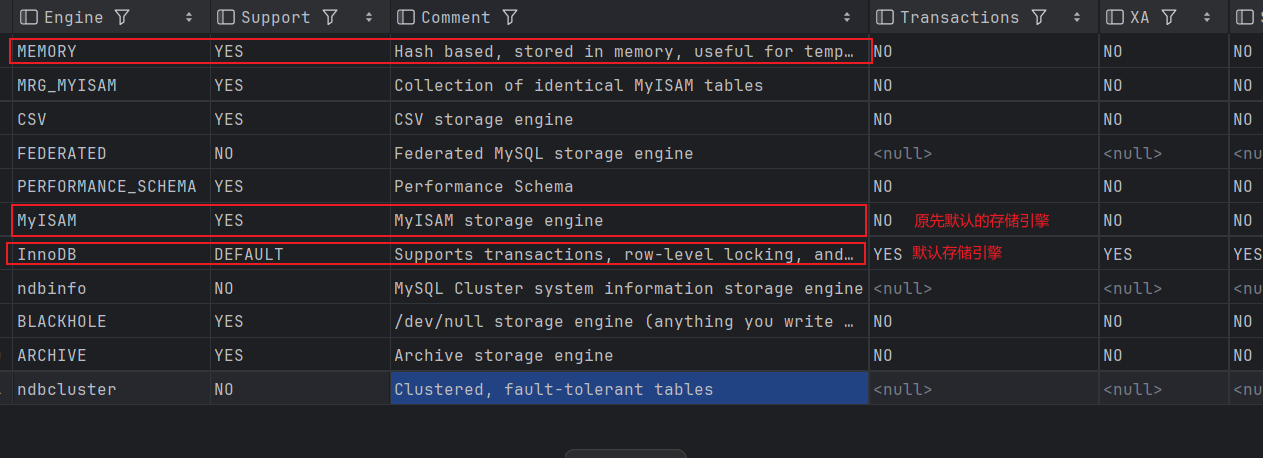 Engine Support Comment Transactions XA S
MEMORY YES Hash based, stored in memory, useful for temp… NO NO NO
MRG_MYISAM YES Collection of identical MyISAM tables NO NO NO
CSV YES CSV storage engine NO NO NO
FEDERATED NO Federated MySQL storage engine <null> <null> <nu
PERFORMANCE_SCHEMA YES Performance Schema NO NO NO
MyISAM YES MyISAM storage engine NO 原先默认的存储引擎 NO NO
InnoDB DEFAULT Supports transactions, row-level locking, and… YES 默认存储引擎 YES YES
ndbinfo NO MySQL Cluster system information storage engine <null> <null> <nu
BLACKHOLE YES /dev/null storage engine (anything you write … NO NO NO
ARCHIVE YES Archive storage engine NO NO NO
ndbcluster NO Clustered, fault-tolerant tables <null> <null> <nu